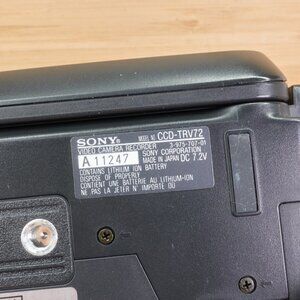 SONY® MODEL NO. CCD-TRV72
VIDEO CAMERA RECORDER 3-975-707-01
A 11247 SONY CORPORATION
MADE IN JAPAN DC 7.2V
CONTAINS LITHIUM ION BATTERY
DISPOSE OF PROPERLY
CONTIENT UNE BATTERIE AU LITHIUM-ION
NE PAS LA JETER N' IMPORTE OÙ